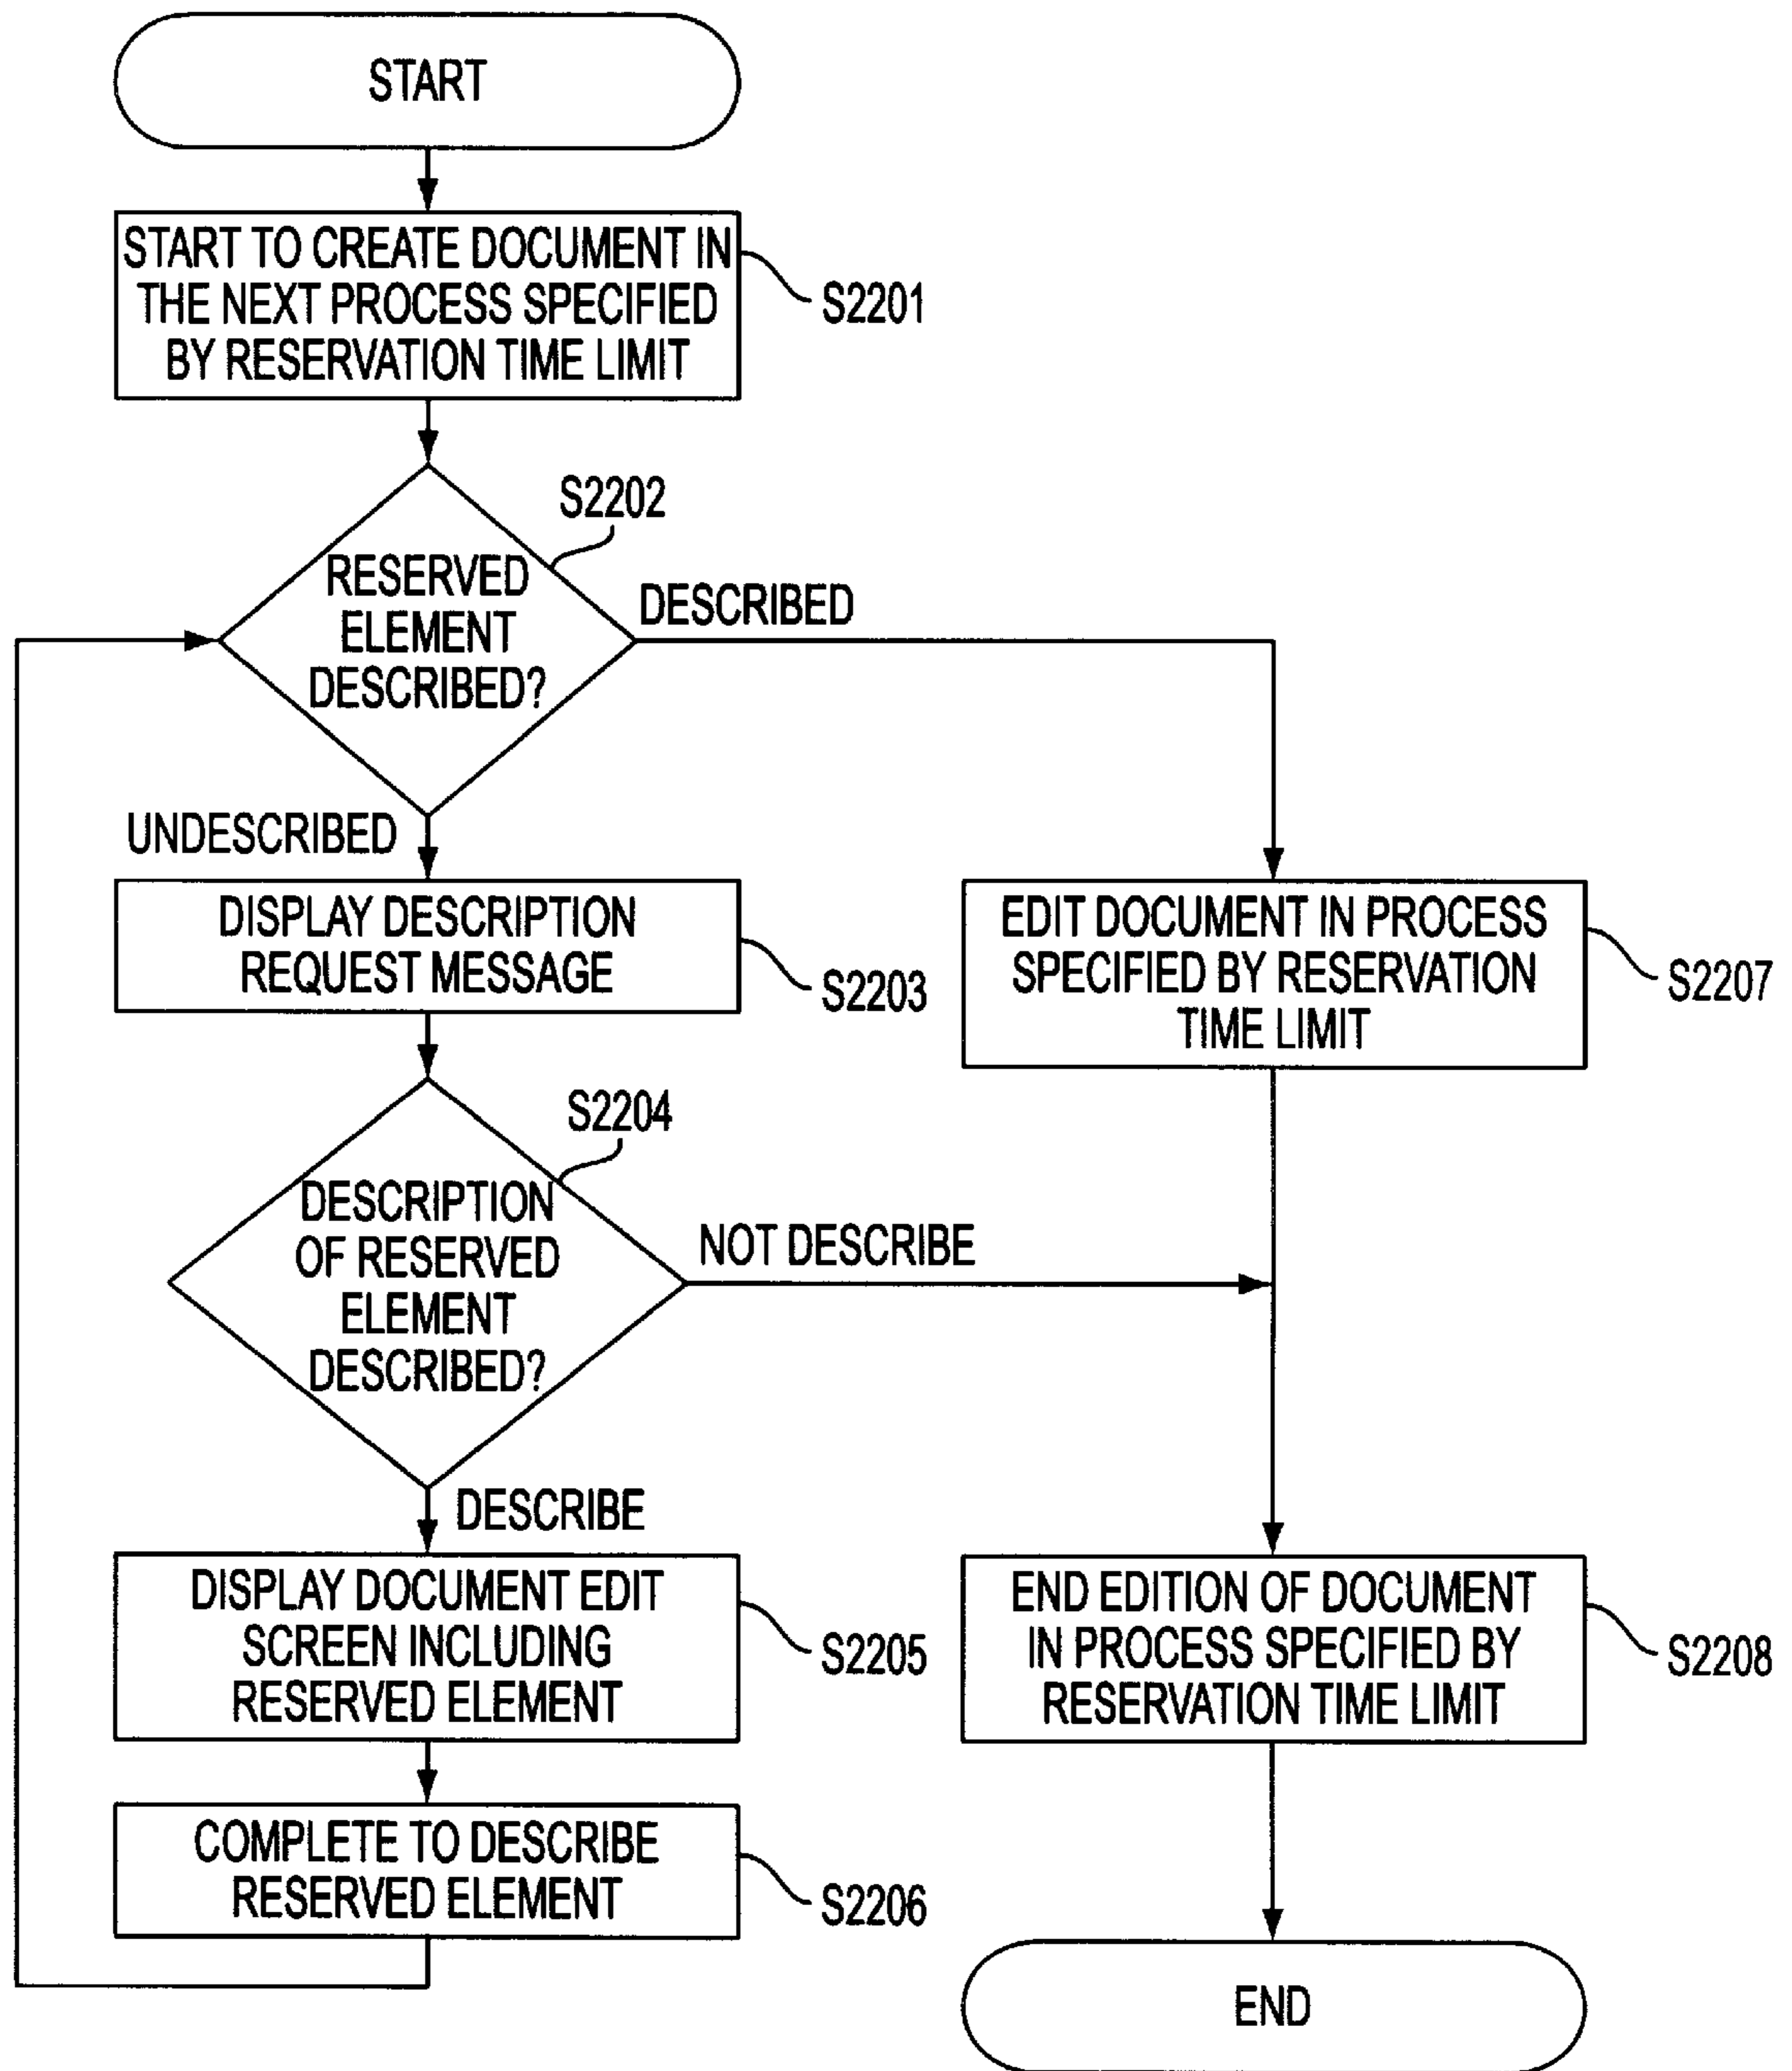 START
START TO CREATE DOCUMENT IN
THE NEXT PROCESS SPECIFIED
BY RESERVATION TIME LIMIT
S2201
S2202
RESERVED
ELEMENT
DESCRIBED?
DESCRIBED
UNDESCRIBED
DISPLAY DESCRIPTION
REQUEST MESSAGE
S2203
EDIT DOCUMENT IN PROCESS
SPECIFIED BY RESERVATION
TIME LIMIT
S2207
S2204
DESCRIPTION
OF RESERVED
ELEMENT
DESCRIBED?
NOT DESCRIBE
DESCRIBE
DISPLAY DOCUMENT EDIT
SCREEN INCLUDING
RESERVED ELEMENT
S2205
END EDITION OF DOCUMENT
IN PROCESS SPECIFIED BY
RESERVATION TIME LIMIT
S2208
COMPLETE TO DESCRIBE
RESERVED ELEMENT
S2206
END